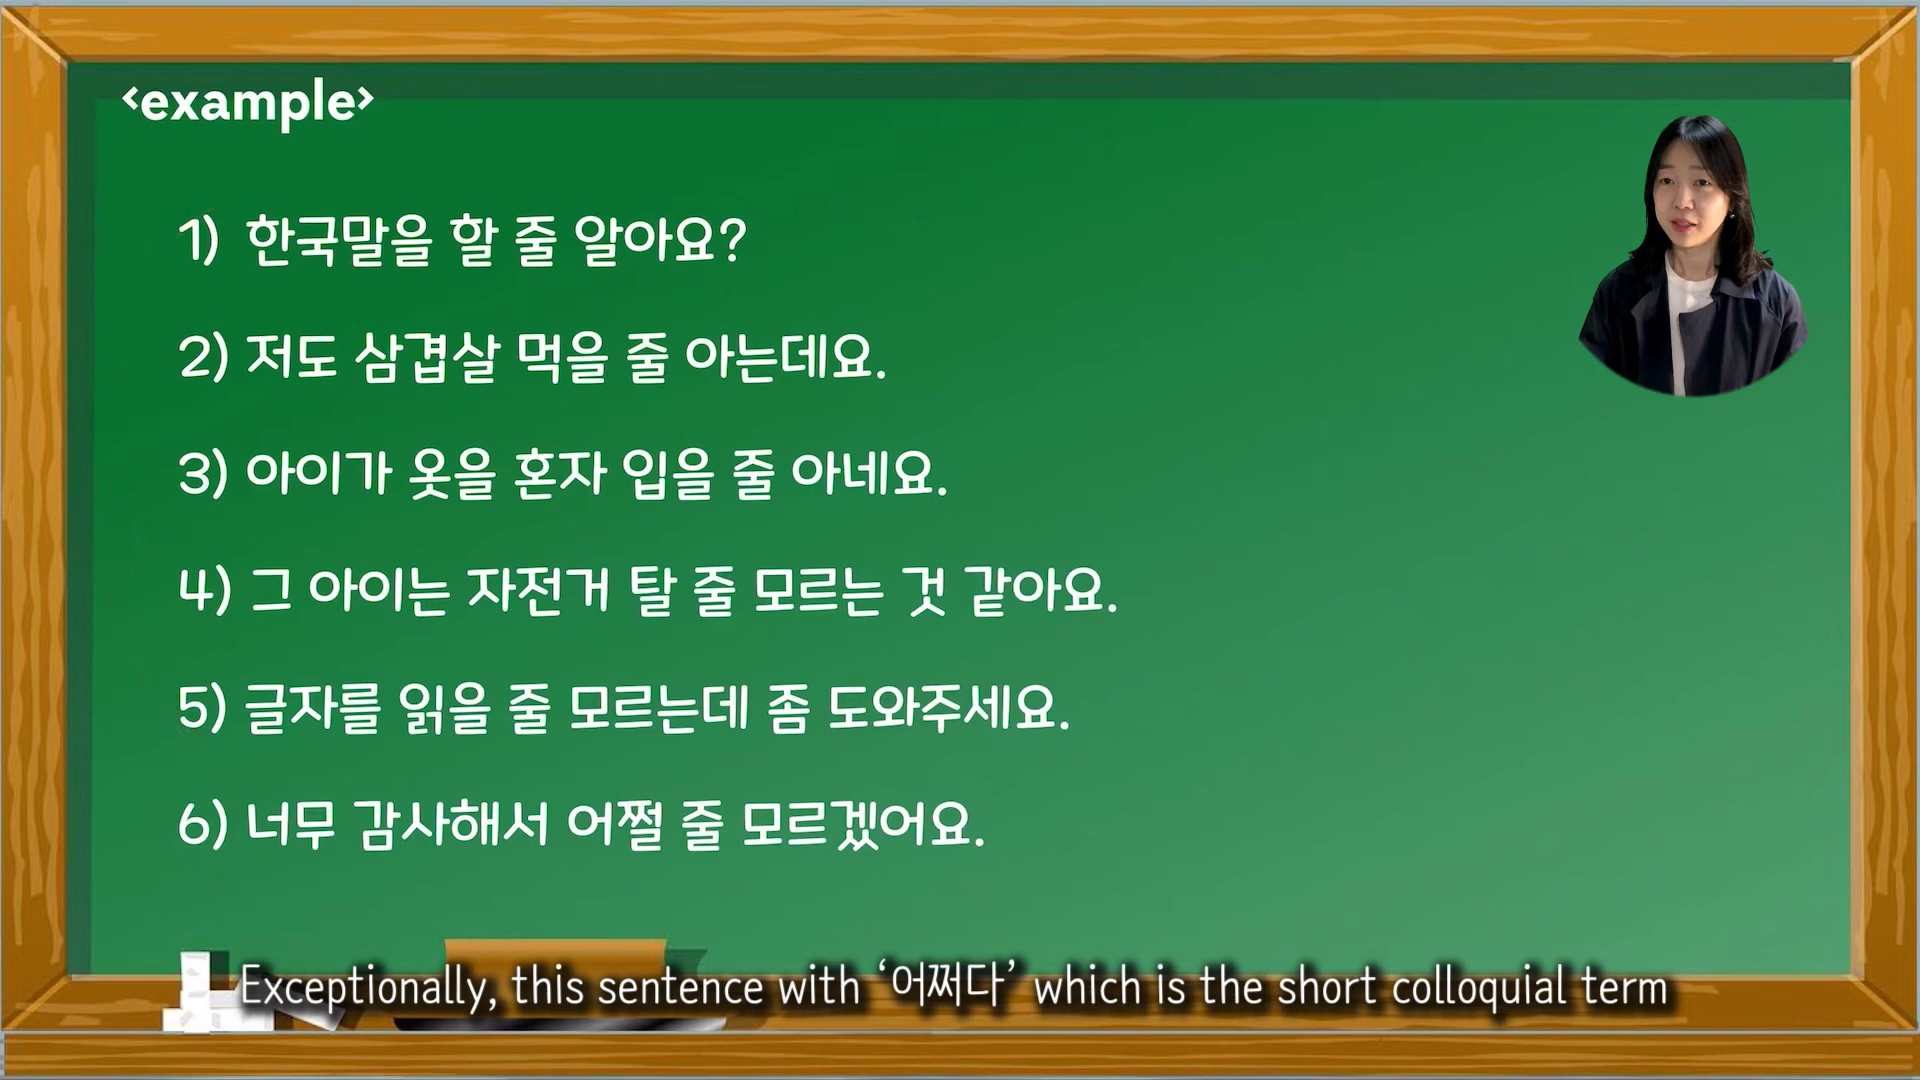 <example>
1) 한국말을 할 줄 알아요?
2) 저도 삼겹살 먹을 줄 아는데요.
3) 아이가 옷을 혼자 입을 줄 아네요.
4) 그 아이는 자전거 탈 줄 모르는 것 같아요.
5) 글자를 읽을 줄 모르는데 좀 도와주세요.
6) 너무 감사해서 어쩔 줄 모르겠어요.
Exceptionally, this sentence with ‘어쩌다’ which is the short colloquial term